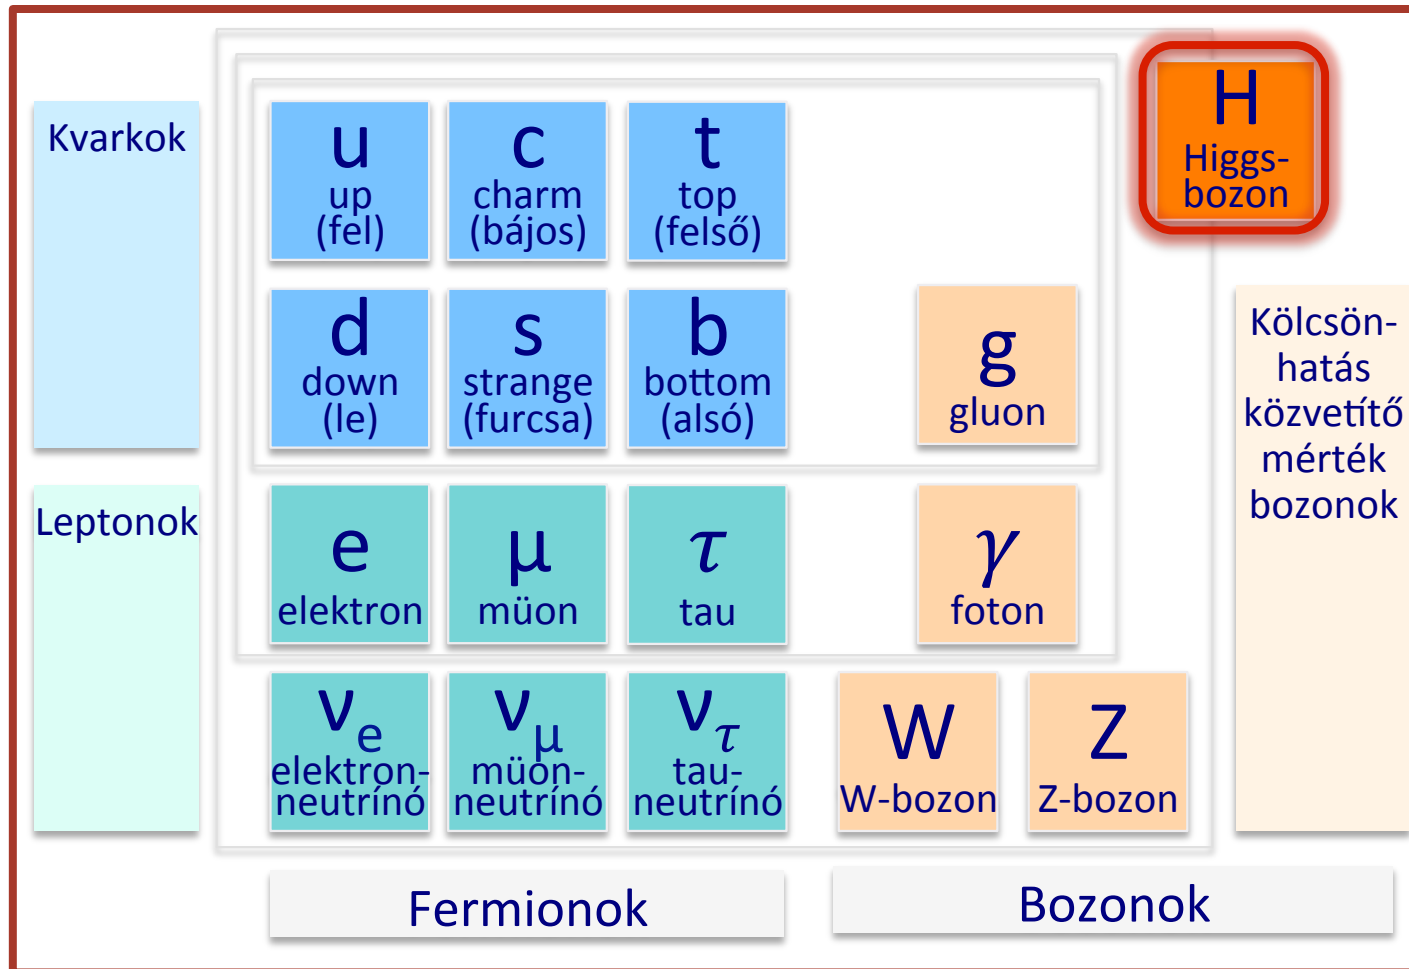 Kvarkok
u
up
(fel)
c
charm
(bájos)
t
top
(felső)
H
Higgs-
bozon
d
down
(le)
s
strange
(furcsa)
b
bottom
(alsó)
g
gluon
Kölcsön-
hatás
közvetítő
mérték
bozonok
Leptonok
e
elektron
μ
müon
τ
tau
γ
foton
νe
elektron-
neutrínó
νμ
müon-
neutrínó
ντ
tau-
neutrínó
W
W-bozon
Z
Z-bozon
Fermionok
Bozonok